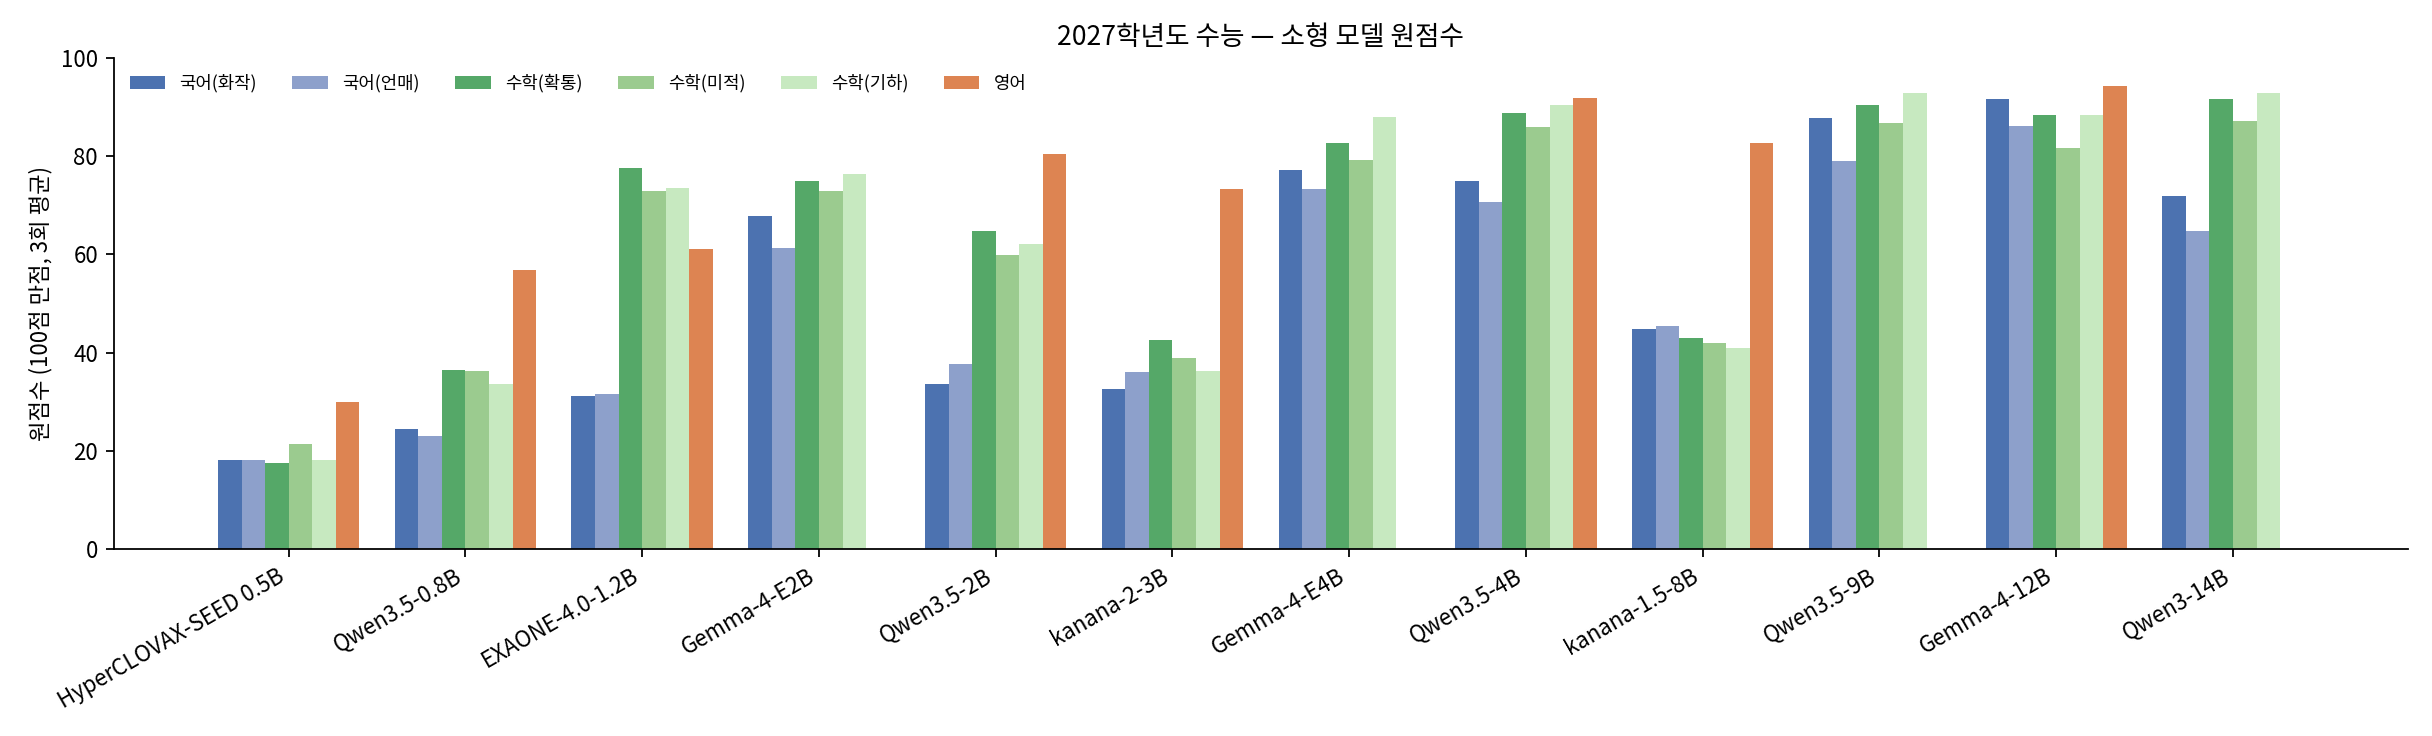 2027학년도 수능 — 소형 모델 원점수
국어(화작)
국어(언매)
수학(확통)
수학(미적)
수학(기하)
영어
원점수 (100점 만점, 3회 평균)
100
80
60
40
20
0
HyperCLOVAX-SEED 0.5B
Qwen3.5-0.8B
EXAONE-4.0-1.2B
Gemma-4-E2B
Qwen3.5-2B
kanana-2-3B
Gemma-4-E4B
Qwen3.5-4B
kanana-1.5-8B
Qwen3.5-9B
Gemma-4-12B
Qwen3-14B